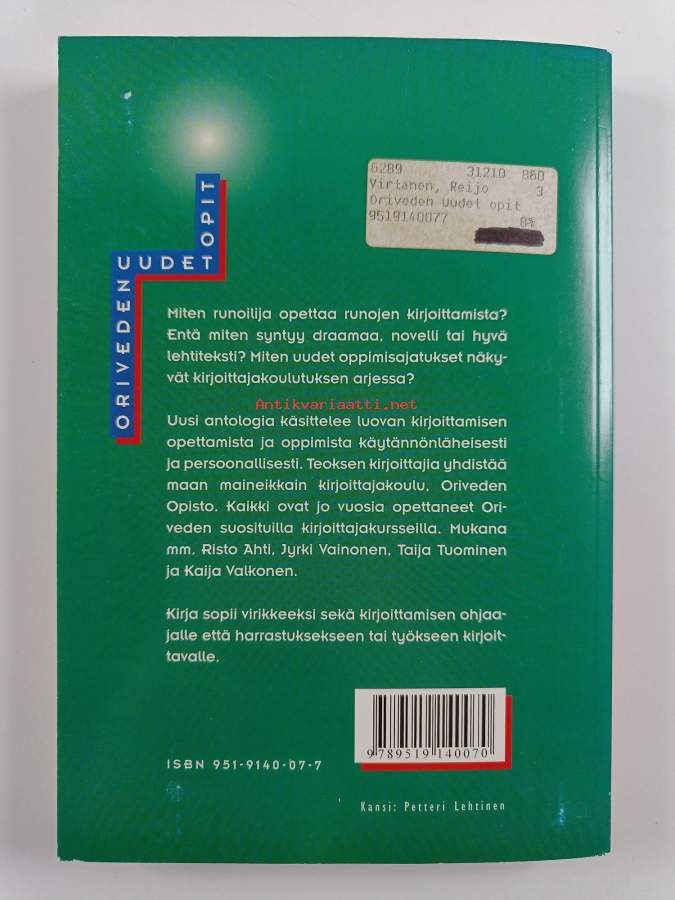 6289 31210 860
Virtanen, Reijo 3
Oriveden uudet opit
9519140077 8%
ORIVEDEN UUDET OPIT
Miten runoilija opettaa runojen kirjoittamista?
Entä miten syntyy draamaa, novelli tai hyvä
lehtiteksti? Miten uudet oppimisajatukset näky-
vät kirjoittajakoulutuksen arjessa?
Antikvariaatti.net
Uusi antologia käsittelee luovan kirjoittamisen
opettamista ja oppimista käytännönläheisesti
ja persoonallisesti. Teoksen kirjoittajia yhdistää
maan maineikkain kirjoittajakoulu, Oriveden
Opisto. Kaikki ovat jo vuosia opettaneet Ori-
veden suosituilla kirjoittajakursseilla. Mukana
mm. Risto Ahti, Jyrki Vainonen, Taija Tuominen
ja Kaija Valkonen.
Kirja sopii virikkeeksi sekä kirjoittamisen ohjaa-
jalle että harrastuksekseen tai työkseen kirjoit-
tavalle.
ISBN 951-9140-07-7
9 789519 140070
Kansi: Petteri Lehtinen